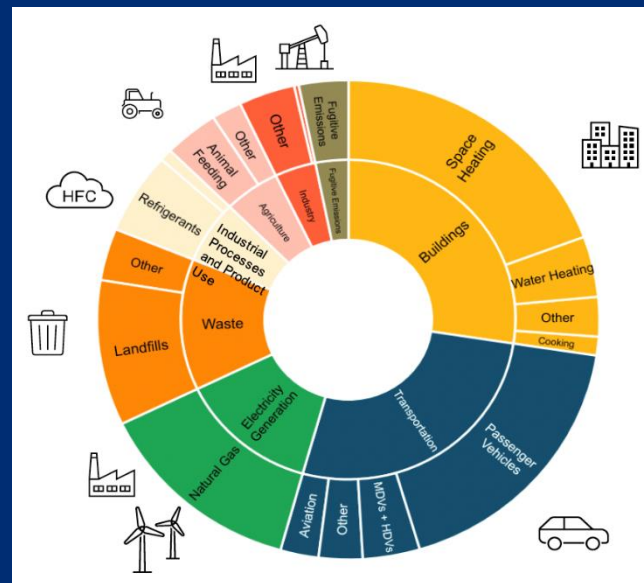 Fugitive
Emissions
Space
Heating
Water Heating
Other
Cooking
Buildings
Passenger
Vehicles
MDVs + HDVs
Other
Aviation
Transportation
Natural Gas
Electricity
Generation
Landfills
Other
Waste
Refrigerants
Industrial
Processes
and Product
Use
HFC
Animal
Feeding
Other
Agriculture
Other
Industry
Fugitive Emissions